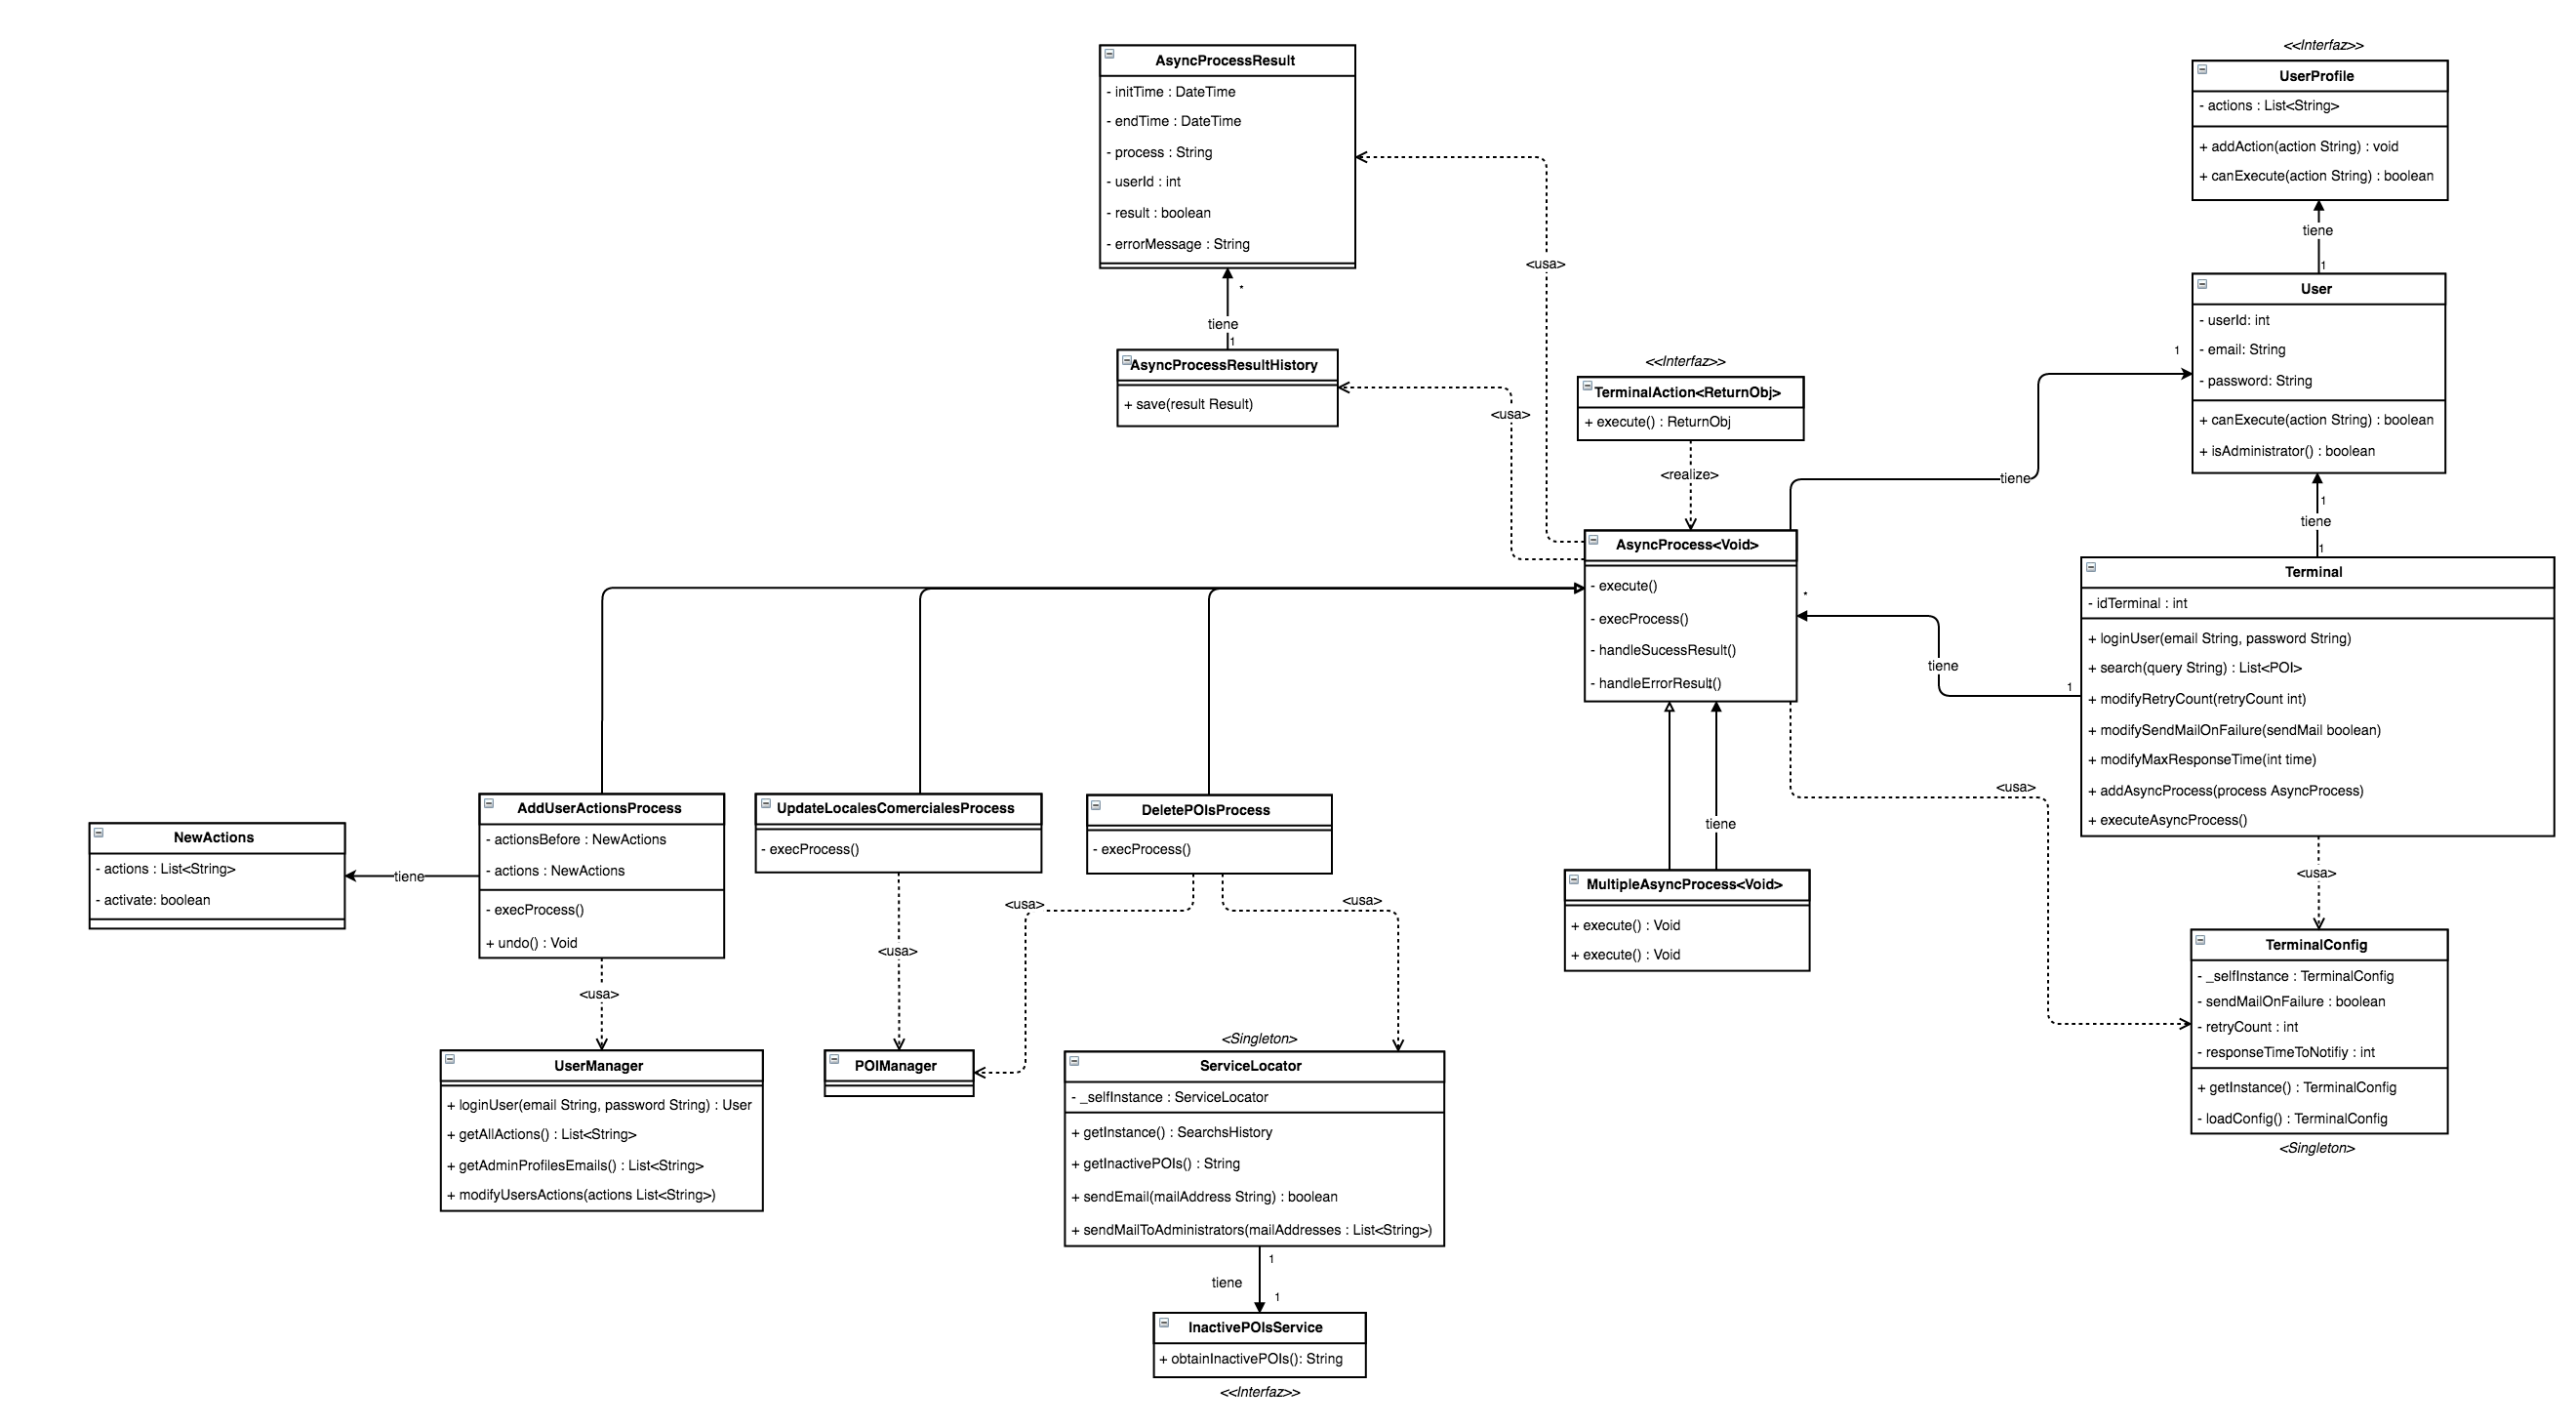 AsyncProcessResult
- initTime : DateTime
- endTime : DateTime
- process : String
- userId : int
- result : boolean
- errorMessage : String
*
tiene
1
AsyncProcessResultHistory
+ save(result Result)
<usa>
<usa>
<<Interfaz>>
TerminalAction<ReturnObj>
+ execute() : ReturnObj
<realize>
<<Interfaz>>
UserProfile
- actions : List<String>
+ addAction(action String) : void
+ canExecute(action String) : boolean
tiene
1
User
- userId: int
- email: String
- password: String
+ canExecute(action String) : boolean
+ isAdministrator() : boolean
1
tiene
1
tiene
1
AsyncProcess<Void>
- execute()
- execProcess()
- handleSucessResult()
- handleErrorResult()
*
tiene
1
Terminal
- idTerminal : int
+ loginUser(email String, password String)
+ search(query String) : List<POI>
+ modifyRetryCount(retryCount int)
+ modifySendMailOnFailure(sendMail boolean)
+ modifyMaxResponseTime(int time)
+ addAsyncProcess(process AsyncProcess)
+ executeAsyncProcess()
<usa>
<usa>
tiene
MultipleAsyncProcess<Void>
+ execute() : Void
+ execute() : Void
TerminalConfig
- _selfInstance : TerminalConfig
- sendMailOnFailure : boolean
- retryCount : int
- responseTimeToNotifiy : int
+ getInstance() : TerminalConfig
- loadConfig() : TerminalConfig
<Singleton>
NewActions
- actions : List<String>
- activate: boolean
tiene
AddUserActionsProcess
- actionsBefore : NewActions
- actions : NewActions
- execProcess()
+ undo() : Void
<usa>
UpdateLocalesComercialesProcess
- execProcess()
<usa>
DeletePOIsProcess
- execProcess()
<usa>
<usa>
UserManager
+ loginUser(email String, password String) : User
+ getAllActions() : List<String>
+ getAdminProfilesEmails() : List<String>
+ modifyUsersActions(actions List<String>)
POIManager
<Singleton>
ServiceLocator
- _selfInstance : ServiceLocator
+ getInstance() : SearchsHistory
+ getInactivePOIs() : String
+ sendEmail(mailAddress String) : boolean
+ sendMailToAdministrators(mailAddresses : List<String>)
1
tiene
1
InactivePOIsService
+ obtainInactivePOIs(): String
<<Interfaz>>